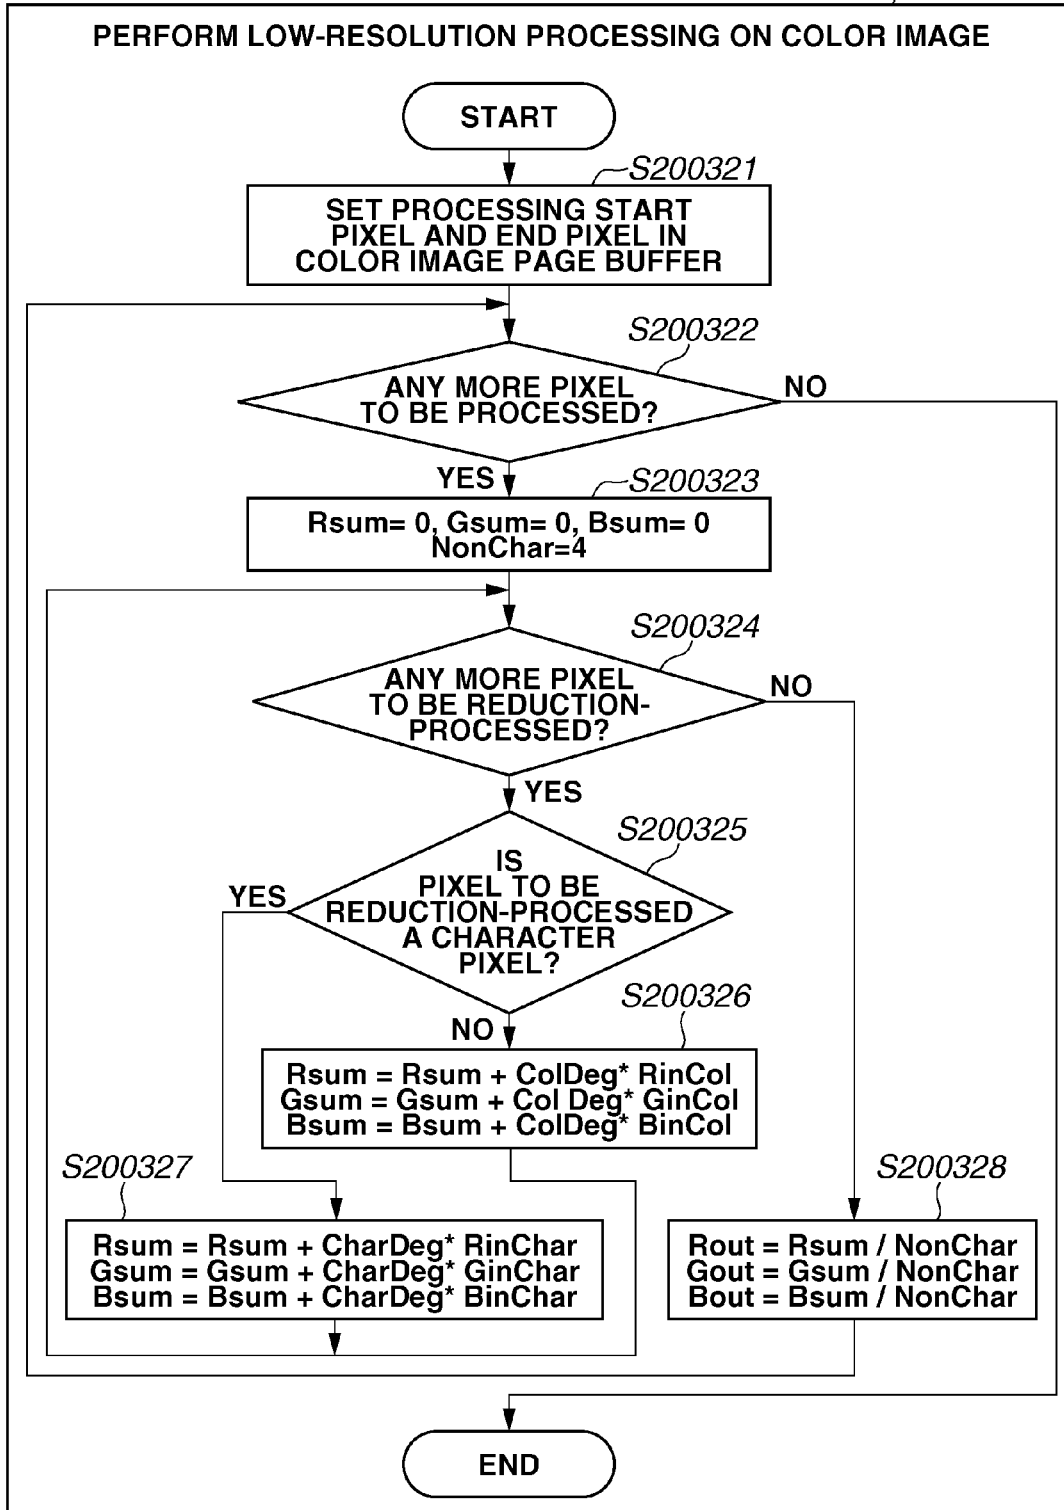 PERFORM LOW-RESOLUTION PROCESSING ON COLOR IMAGE
START
S200321
SET PROCESSING START
PIXEL AND END PIXEL IN
COLOR IMAGE PAGE BUFFER
S200322
ANY MORE PIXEL
TO BE PROCESSED?
NO
YES
S200323
Rsum= 0, Gsum= 0, Bsum= 0
NonChar=4
S200324
ANY MORE PIXEL
TO BE REDUCTION-
PROCESSED?
NO
YES
S200325
IS
PIXEL TO BE
REDUCTION-PROCESSED
A CHARACTER
PIXEL?
YES
NO
S200326
Rsum = Rsum + ColDeg* RinCol
Gsum = Gsum + Col Deg* GinCol
Bsum = Bsum + ColDeg* BinCol
S200327
Rsum = Rsum + CharDeg* RinChar
Gsum = Gsum + CharDeg* GinChar
Bsum = Bsum + CharDeg* BinChar
S200328
Rout = Rsum / NonChar
Gout = Gsum / NonChar
Bout = Bsum / NonChar
END